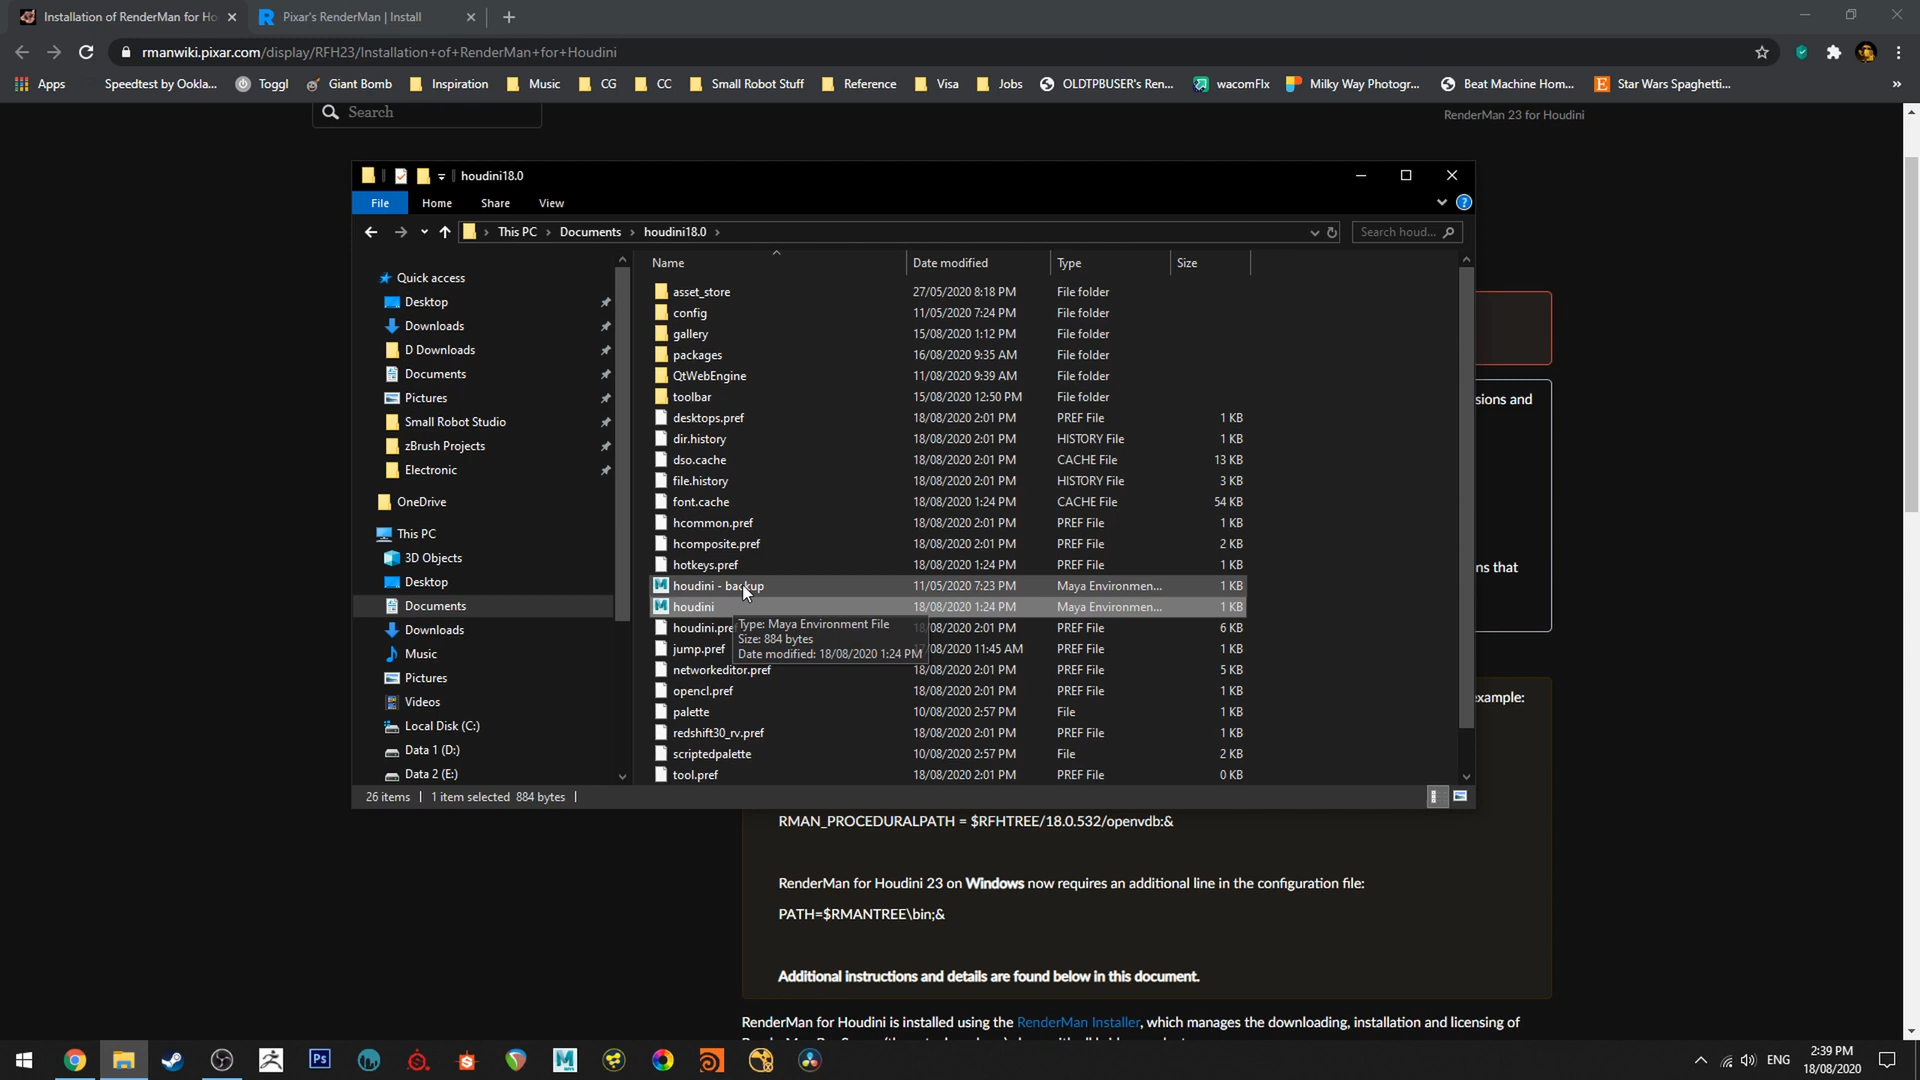 Installation of RenderMan for Ho
Pixar's RenderMan | Install
rmanwiki.pixar.com/display/RFH23/Installation+of+RenderMan+for+Houdini
Apps
Speedtest by Ookla...
Toggl
Giant Bomb
Inspiration
Music
CG
CC
Small Robot Stuff
Reference
Visa
Jobs
OLDTPBUSER's Ren...
wacomFlx
Milky Way Photogr...
Beat Machine Hom...
Star Wars Spaghetti...
Search
RenderMan 23 for Houdini
houdini18.0
File
Home
Share
View
This PC
Documents
houdini18.0
Search houd...
Name
Date modified
Type
Size
Quick access
Desktop
Downloads
D Downloads
Documents
Pictures
Small Robot Studio
zBrush Projects
Electronic
OneDrive
This PC
3D Objects
Desktop
Documents
Downloads
Music
Pictures
Videos
Local Disk (C:)
Data 1 (D:)
Data 2 (E:)
asset_store 27/05/2020 8:18 PM File folder
config 11/05/2020 7:24 PM File folder
gallery 15/08/2020 1:12 PM File folder
packages 16/08/2020 9:35 AM File folder
QtWebEngine 11/08/2020 9:39 AM File folder
toolbar 15/08/2020 12:50 PM File folder
desktops.pref 18/08/2020 2:01 PM PREF File 1 KB
dir.history 18/08/2020 2:01 PM HISTORY File 1 KB
dso.cache 18/08/2020 2:01 PM CACHE File 13 KB
file.history 18/08/2020 2:01 PM HISTORY File 3 KB
font.cache 18/08/2020 1:24 PM CACHE File 54 KB
hcommon.pref 18/08/2020 2:01 PM PREF File 1 KB
hcomposite.pref 18/08/2020 2:01 PM PREF File 2 KB
hotkeys.pref 18/08/2020 1:24 PM PREF File 1 KB
houdini - backup 11/05/2020 7:23 PM Maya Environmen... 1 KB
houdini 18/08/2020 1:24 PM Maya Environmen... 1 KB
houdini.pre 18/08/2020 2:01 PM PREF File 6 KB
jump.pref /08/2020 11:45 AM PREF File 1 KB
networkeditor.pref 18/08/2020 2:01 PM PREF File 5 KB
opencl.pref 18/08/2020 2:01 PM PREF File 1 KB
palette 10/08/2020 2:57 PM File 1 KB
redshift30_rv.pref 18/08/2020 2:01 PM PREF File 1 KB
scriptedpalette 10/08/2020 2:57 PM File 2 KB
tool.pref 18/08/2020 2:01 PM PREF File 0 KB
Type: Maya Environment File
Size: 884 bytes
Date modified: 18/08/2020 1:24 PM
26 items
1 item selected 884 bytes
sions and
ns that
example:
RMAN_PROCEDURALPATH = $RFHTREE/18.0.532/openvdb:&
RenderMan for Houdini 23 on Windows now requires an additional line in the configuration file:
PATH=$RMANTREE\bin;&
Additional instructions and details are found below in this document.
RenderMan for Houdini is installed using the RenderMan Installer, which manages the downloading, installation and licensing of
ENG
2:39 PM
18/08/2020